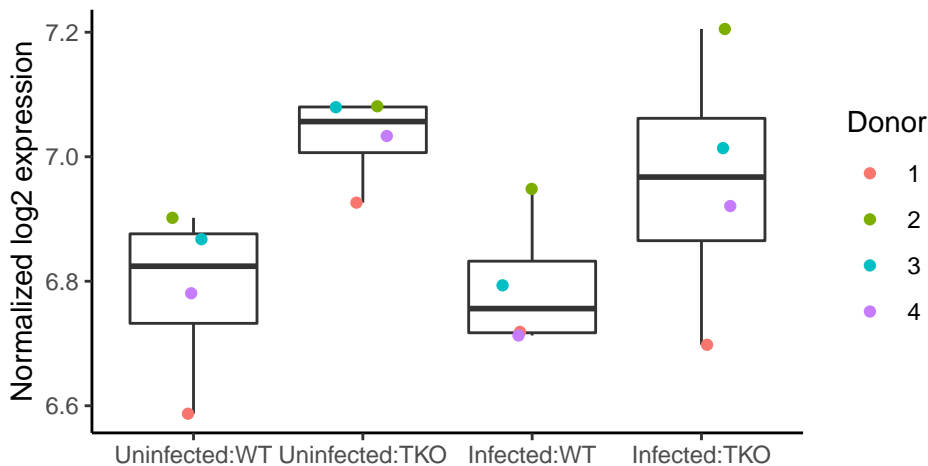 Normalized log2 expression
7.2
7.0
6.8
6.6
Uninfected:WT
Uninfected:TKO
Infected:WT
Infected:TKO
Donor
1
2
3
4